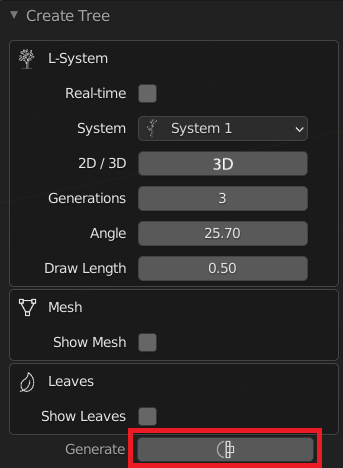 Create Tree
L-System
Real-time
System System 1
2D / 3D 3D
Generations 3
Angle 25.70
Draw Length 0.50
Mesh
Show Mesh
Leaves
Show Leaves
Generate